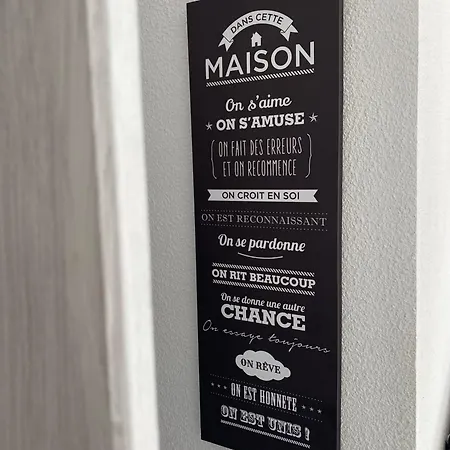 DANS CETTE
MAISON
On s'aime
ON S'AMUSE
ON FAIT DES ERREURS
ET ON RECOMMENCE
ON CROIT EN SOI
ON EST RECONNAISSANT
On se pardonne
ON RIT BEAUCOUP
On se donne une autre
CHANCE
On essaye toujours
ON RÊVE
ON EST HONNETE
ON EST UNIS !